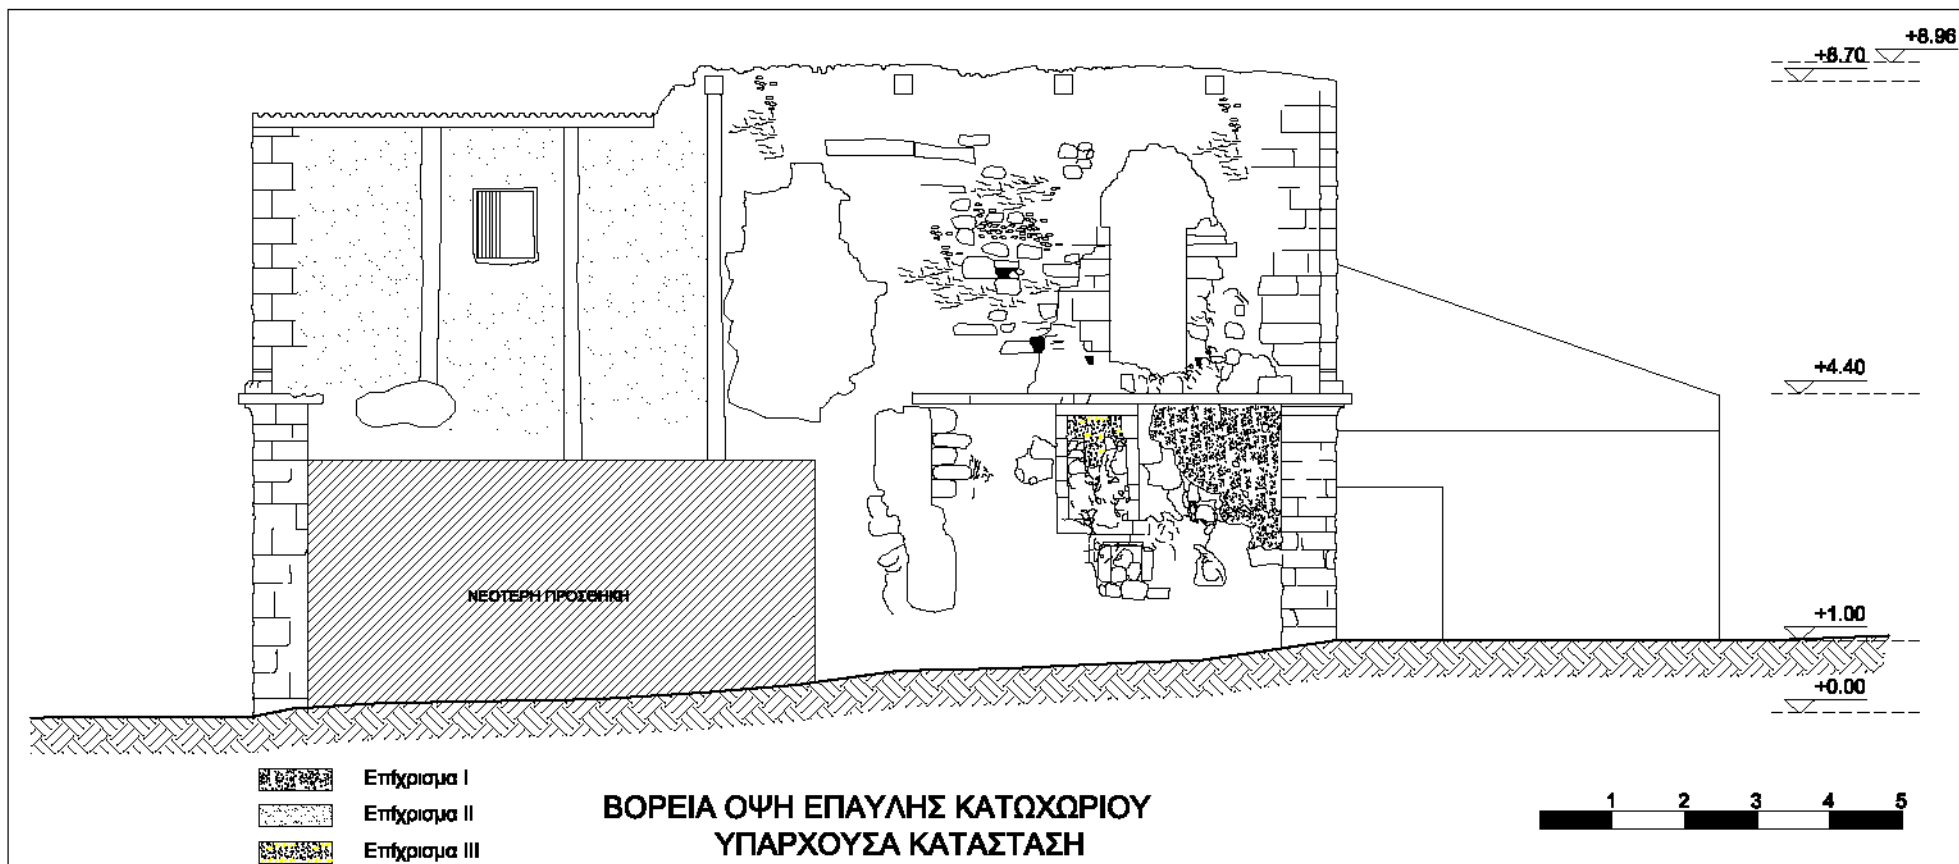 +8.96
+8.70
+4.40
ΝΕΟΤΕΡΗ ΠΡΟΣΘΗΚΗ
+1.00
+0.00
Επίχρισμα I
Επίχρισμα II
Επίχρισμα III
ΒΟΡΕΙΑ ΟΨΗ ΕΠΑΥΛΗΣ ΚΑΤΩΧΩΡΙΟΥ
ΥΠΑΡΧΟΥΣΑ ΚΑΤΑΣΤΑΣΗ
1 2 3 4 5